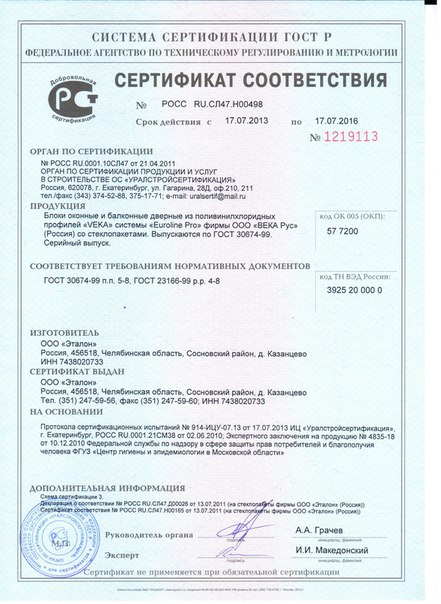 СИСТЕМА СЕРТИФИКАЦИИ ГОСТ Р
ФЕДЕРАЛЬНОЕ АГЕНТСТВО ПО ТЕХНИЧЕСКОМУ РЕГУЛИРОВАНИЮ И МЕТРОЛОГИИ
Добровольная
сертификация
СЕРТИФИКАТ СООТВЕТСТВИЯ
№ РОСС RU.СЛ47.Н00498
Срок действия с 17.07.2013 по 17.07.2016
№ 1219113
ОРГАН ПО СЕРТИФИКАЦИИ
№ РОСС RU.0001.10СЛ47 от 21.04.2011
ОРГАН ПО СЕРТИФИКАЦИИ ПРОДУКЦИИ И УСЛУГ
В СТРОИТЕЛЬСТВЕ ОС «УРАЛСТРОЙСЕРТИФИКАЦИЯ»
Россия, 620078, г. Екатеринбург, ул. Гагарина, 28Д, оф.210, 211
тел./факс (343) 374-52-88, 375-17-71; e-mail: uralsertif@mail.ru
ПРОДУКЦИЯ
Блоки оконные и балконные дверные из поливинилхлоридных
профилей «VEKA» системы «Euroline Pro» фирмы ООО «ВЕКА Рус»
(Россия) со стеклопакетами. Выпускаются по ГОСТ 30674-99.
Серийный выпуск.
код ОК 005 (ОКП):
57 7200
СООТВЕТСТВУЕТ ТРЕБОВАНИЯМ НОРМАТИВНЫХ ДОКУМЕНТОВ
ГОСТ 30674-99 п.п. 5-8, ГОСТ 23166-99 р.р. 4-8
код ТН ВЭД России:
3925 20 000 0
ИЗГОТОВИТЕЛЬ
ООО «Эталон»
Россия, 456518, Челябинская область, Сосновский район, д. Казанцево
ИНН 7438020733
СЕРТИФИКАТ ВЫДАН
ООО «Эталон»
Россия, 456518, Челябинская область, Сосновский район, д. Казанцево
Тел. (351) 247-59-56, факс (351) 247-59-60; ИНН 7438020733
НА ОСНОВАНИИ
Протокола сертификационных испытаний № 914-ИЦУ-07.13 от 17.07.2013 ИЦ «Уралстройсертификация»,
г. Екатеринбург, РОСС RU.0001.21СМ38 от 02.06.2010; Экспертного заключения на продукцию № 4835-18
от 10.12.2010 Федеральной службы по надзору в сфере защиты прав потребителей и благополучия
человека ФГУЗ «Центр гигиены и эпидемиологии в Московской области»
ДОПОЛНИТЕЛЬНАЯ ИНФОРМАЦИЯ
Схема сертификации 3.
Декларация о соответствии № РОСС RU.СЛ47.Д00026 от 13.07.2011 (на стеклопакеты фирмы ООО «Эталон» (Россия))
Сертификат соответствия № РОСС RU.СЛ47.Н00165 от 13.07.2011 (на стеклопакеты фирмы ООО «Эталон» (Россия))
Руководитель органа
подпись
А.А. Грачев
инициалы, фамилия
Эксперт
подпись
И.И. Македонский
инициалы, фамилия
Сертификат не применяется при обязательной сертификации